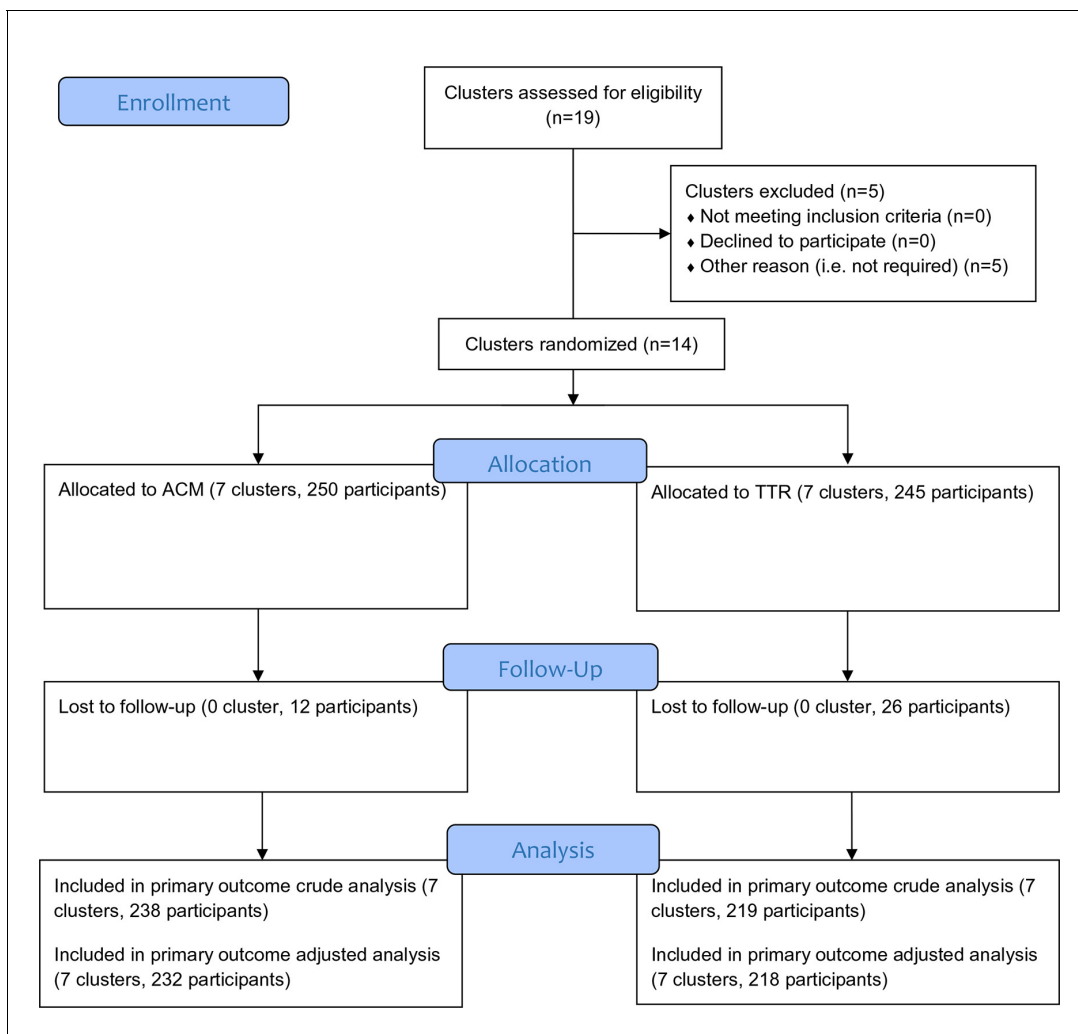 Enrollment
Clusters assessed for eligibility
(n=19)
Clusters excluded (n=5)
♦ Not meeting inclusion criteria (n=0)
♦ Declined to participate (n=0)
♦ Other reason (i.e. not required) (n=5)
Clusters randomized (n=14)
Allocation
Allocated to ACM (7 clusters, 250 participants)
Allocated to TTR (7 clusters, 245 participants)
Follow-Up
Lost to follow-up (0 cluster, 12 participants)
Lost to follow-up (0 cluster, 26 participants)
Analysis
Included in primary outcome crude analysis (7
clusters, 238 participants)
Included in primary outcome adjusted analysis
(7 clusters, 232 participants)
Included in primary outcome crude analysis (7
clusters, 219 participants)
Included in primary outcome adjusted analysis
(7 clusters, 218 participants)